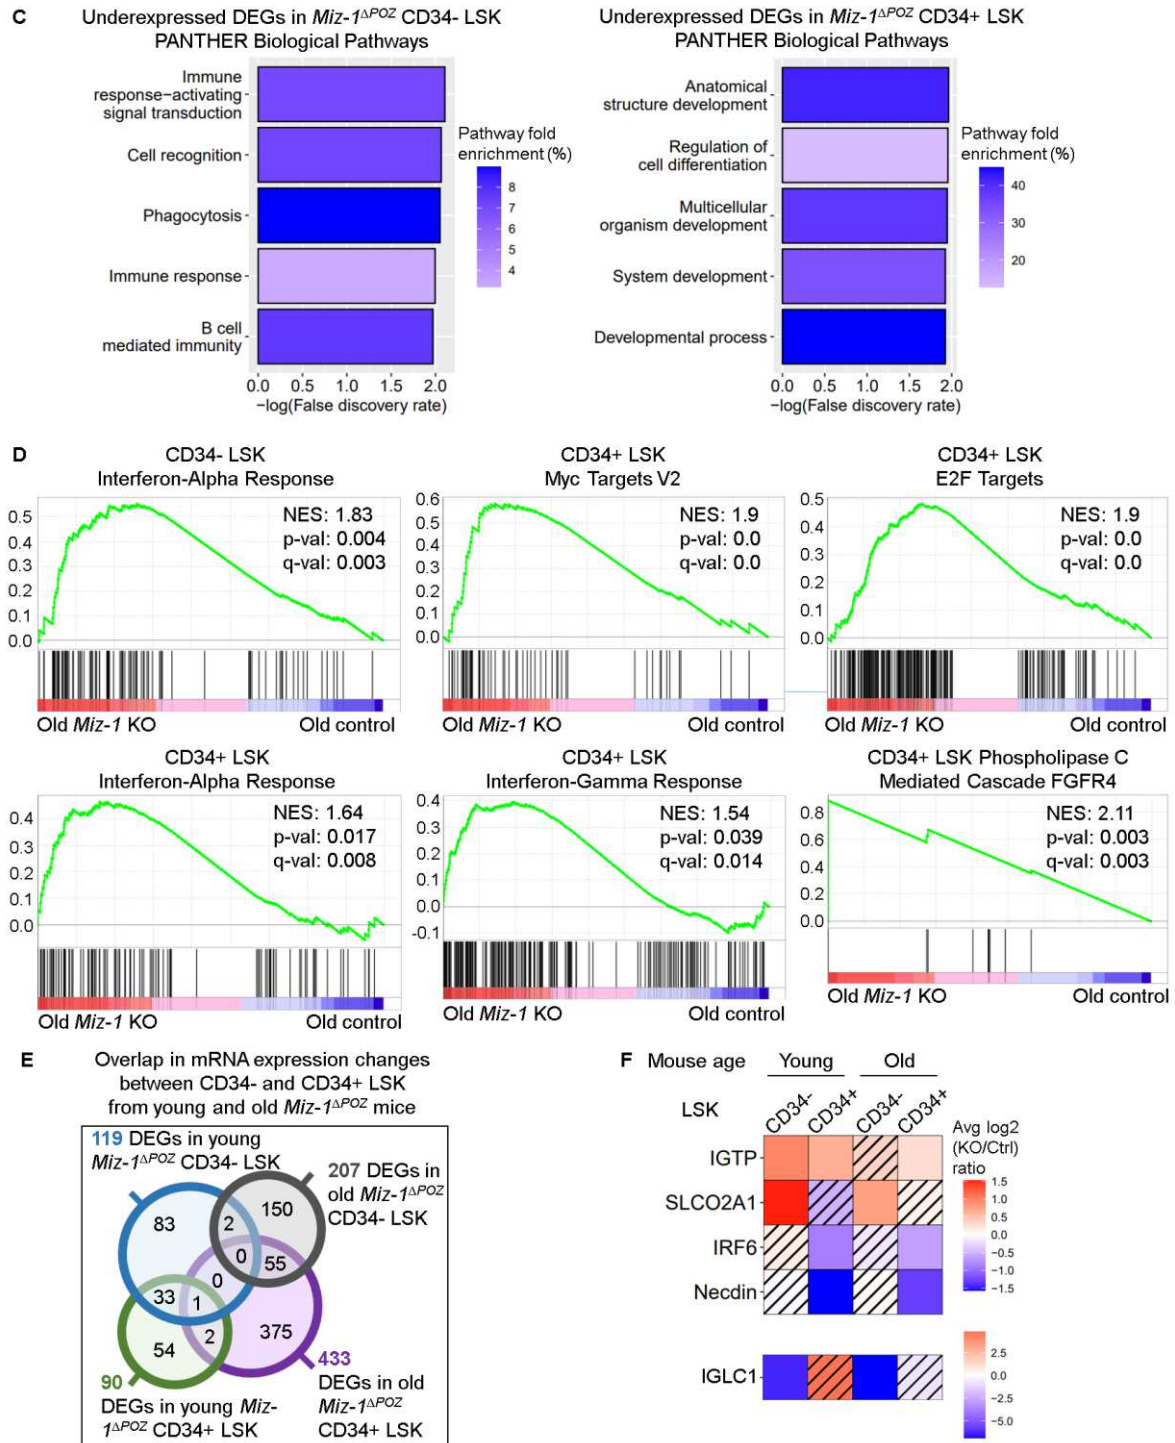 C
Underexpressed DEGs in Miz-1ΔPOZ CD34- LSK
PANTHER Biological Pathways
Immune
response−activating
signal transduction
Cell recognition
Phagocytosis
Immune response
B cell
mediated immunity
0.0 0.5 1.0 1.5 2.0
−log(False discovery rate)
Pathway fold
enrichment (%)
8
7
6
5
4
Underexpressed DEGs in Miz-1ΔPOZ CD34+ LSK
PANTHER Biological Pathways
Anatomical
structure development
Regulation of
cell differentiation
Multicellular
organism development
System development
Developmental process
0.0 0.5 1.0 1.5 2.0
−log(False discovery rate)
Pathway fold
enrichment (%)
40
30
20
D
CD34- LSK
Interferon-Alpha Response
0.5
0.4
0.3
0.2
0.1
0.0
NES: 1.83
p-val: 0.004
q-val: 0.003
Old Miz-1 KO Old control
CD34+ LSK
Myc Targets V2
0.6
0.5
0.4
0.3
0.2
0.1
0.0
NES: 1.9
p-val: 0.0
q-val: 0.0
Old Miz-1 KO Old control
CD34+ LSK
E2F Targets
0.5
0.4
0.3
0.2
0.1
0.0
NES: 1.9
p-val: 0.0
q-val: 0.0
Old Miz-1 KO Old control
CD34+ LSK
Interferon-Alpha Response
0.4
0.3
0.2
0.1
0.0
NES: 1.64
p-val: 0.017
q-val: 0.008
Old Miz-1 KO Old control
CD34+ LSK
Interferon-Gamma Response
0.4
0.3
0.2
0.1
0.0
-0.1
NES: 1.54
p-val: 0.039
q-val: 0.014
Old Miz-1 KO Old control
CD34+ LSK Phospholipase C
Mediated Cascade FGFR4
0.8
0.6
0.4
0.2
0.0
NES: 2.11
p-val: 0.003
q-val: 0.003
Old Miz-1 KO Old control
E
Overlap in mRNA expression changes
between CD34- and CD34+ LSK
from young and old Miz-1ΔPOZ mice
119 DEGs in young
Miz-1ΔPOZ CD34- LSK
207 DEGs in
old Miz-1ΔPOZ
CD34- LSK
83
2
150
0
55
0
33
1
2
54
375
90
DEGs in young Miz-
1ΔPOZ CD34+ LSK
433
DEGs in old
Miz-1ΔPOZ
CD34+ LSK
F
Mouse age Young Old
LSK CD34- CD34+ CD34- CD34+
IGTP
SLCO2A1
IRF6
Necdin
IGLC1
Avg log2
(KO/Ctrl)
ratio
1.5
1.0
0.5
0.0
−0.5
−1.0
−1.5
2.5
0.0
−2.5
−5.0